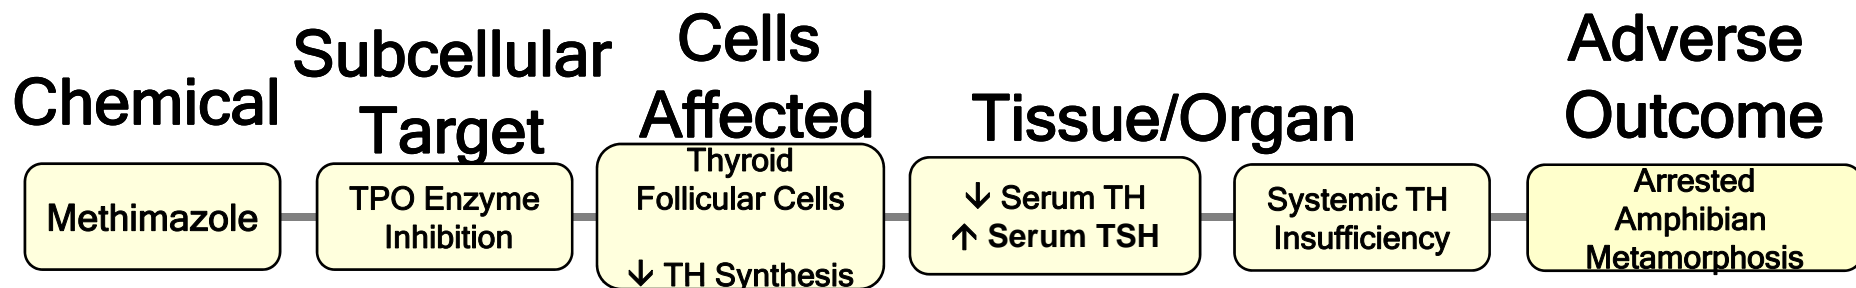 Chemical
Subcellular
Target
Cells
Affected
Tissue/Organ
Adverse
Outcome
Methimazole
TPO Enzyme
Inhibition
Thyroid
Follicular Cells
↓ TH Synthesis
↓ Serum TH
↑ Serum TSH
Systemic TH
Insufficiency
Arrested
Amphibian
Metamorphosis